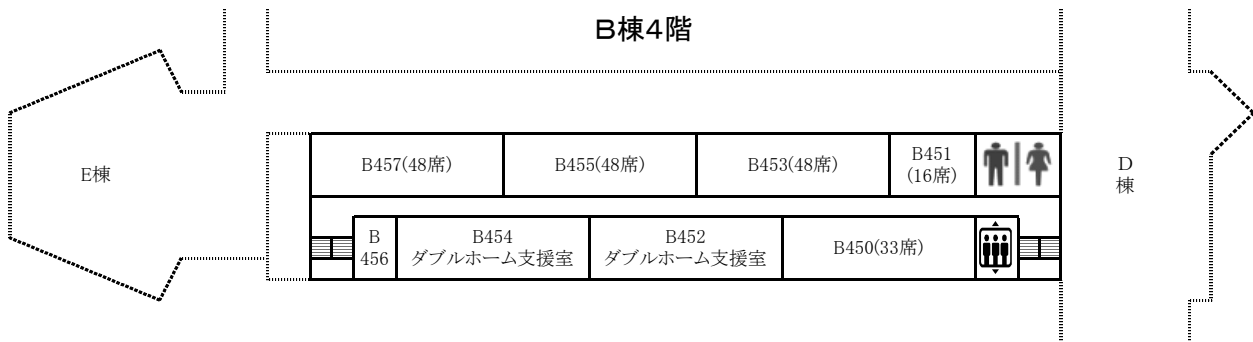 B棟4階
E棟
B457(48席)
B455(48席)
B453(48席)
B451
(16席)
D
棟
B
456
B454
ダブルホーム支援室
B452
ダブルホーム支援室
B450(33席)